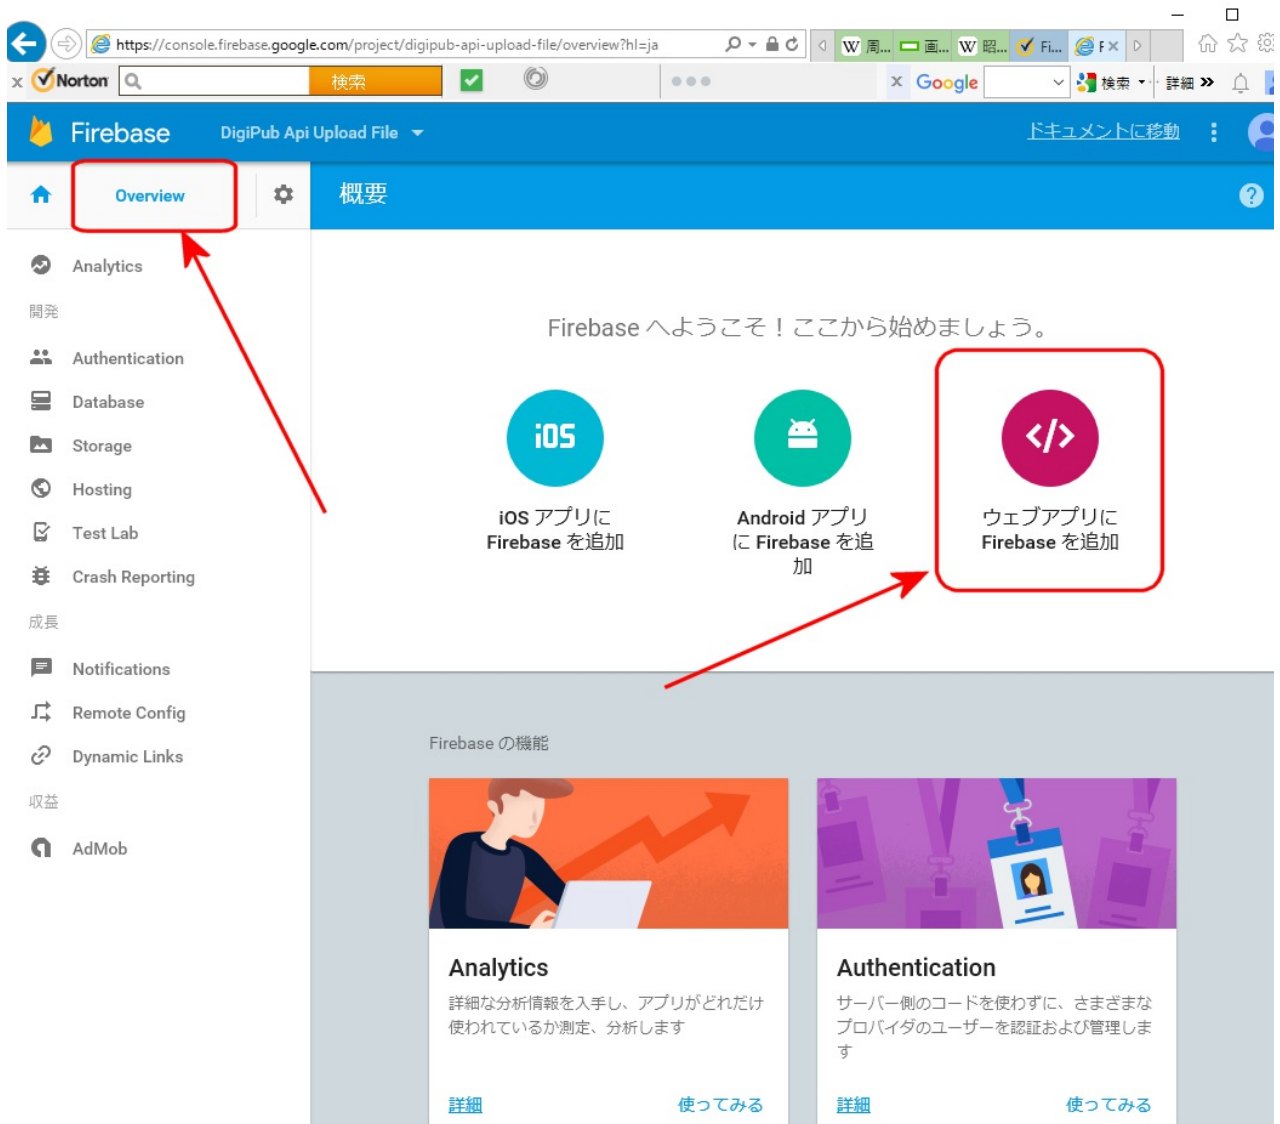 https://console.firebase.google.com/project/digipub-api-upload-file/overview?hl=ja
W 周...
画...
W 昭...
Fi...
F
x Norton
検索
x Google
検索
詳細 »
Firebase
DigiPub Api Upload File
ドキュメントに移動
Overview
概要
Analytics
開発
Authentication
Database
Storage
Hosting
Test Lab
Crash Reporting
成長
Notifications
Remote Config
Dynamic Links
収益
AdMob
Firebase へようこそ！ここから始めましょう。
iOS
iOS アプリに
Firebase を追加
Android アプリ
に Firebase を追
加
</>
ウェブアプリに
Firebase を追加
Firebase の機能
Analytics
詳細な分析情報を入手し、アプリがどれだけ
使われているか測定、分析します
詳細
使ってみる
Authentication
サーバー側のコードを使わずに、さまざまな
プロバイダのユーザーを認証および管理しま
す
詳細
使ってみる